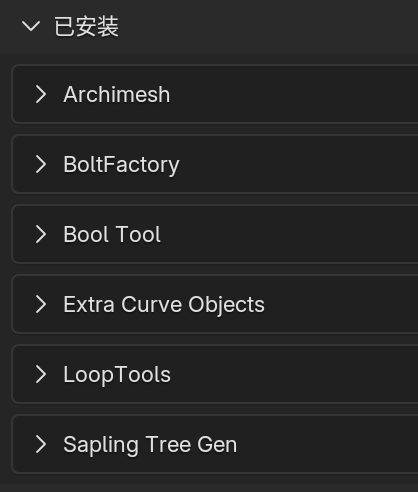 已安装
Archimesh
BoltFactory
Bool Tool
Extra Curve Objects
LoopTools
Sapling Tree Gen